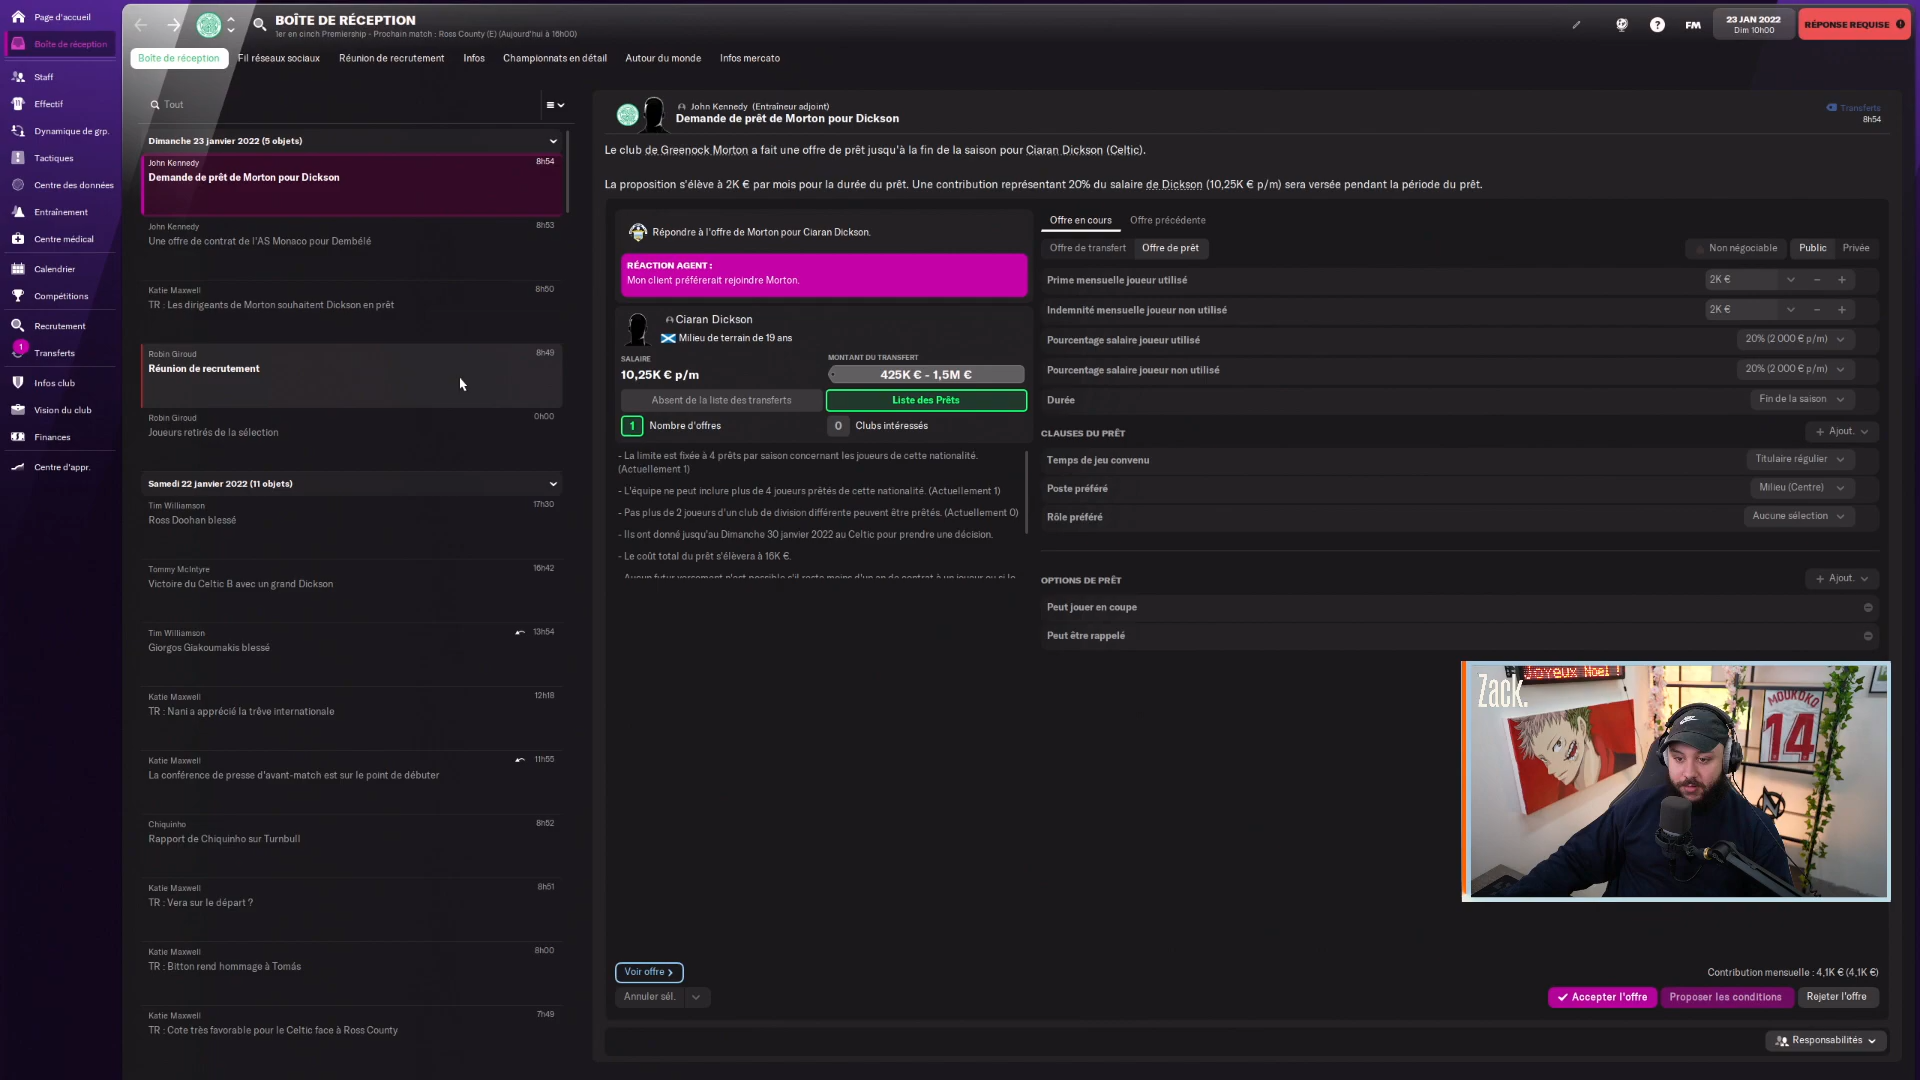 Page d'accueil
Boîte de réception
Staff
Effectif
Dynamique de grp.
Tactiques
Centre des données
Entraînement
Centre médical
Calendrier
Compétitions
Recrutement
1
Transferts
Infos club
Vision du club
Finances
Centre d'appr.
BOÎTE DE RÉCEPTION
1er en cinch Premiership - Prochain match : Ross County (E) (Aujourd'hui à 16h00)
FM
23 JAN 2022
Dim 10h00
RÉPONSE REQUISE
Boîte de réception
Fil réseaux sociaux
Réunion de recrutement
Infos
Championnats en détail
Autour du monde
Infos mercato
Tout
Dimanche 23 janvier 2022 (5 objets)
John Kennedy 8h54
Demande de prêt de Morton pour Dickson
John Kennedy 8h53
Une offre de contrat de l'AS Monaco pour Dembélé
Katie Maxwell 8h50
TR : Les dirigeants de Morton souhaitent Dickson en prêt
Robin Giroud 8h49
Réunion de recrutement
Robin Giroud 0h00
Joueurs retirés de la sélection
Samedi 22 janvier 2022 (11 objets)
Tim Williamson 17h30
Ross Doohan blessé
Tommy McIntyre 16h42
Victoire du Celtic B avec un grand Dickson
Tim Williamson 13h54
Giorgos Giakoumakis blessé
Katie Maxwell 12h18
TR : Nani a apprécié la trêve internationale
Katie Maxwell 11h55
La conférence de presse d'avant-match est sur le point de débuter
Chiquinho 8h52
Rapport de Chiquinho sur Turnbull
Katie Maxwell 8h51
TR : Vera sur le départ ?
Katie Maxwell 8h00
TR : Bitton rend hommage à Tomás
Katie Maxwell 7h49
TR : Cote très favorable pour le Celtic face à Ross County
John Kennedy (Entraîneur adjoint)
Demande de prêt de Morton pour Dickson
Transferts
8h54
Le club de Greenock Morton a fait une offre de prêt jusqu'à la fin de la saison pour Ciaran Dickson (Celtic).
La proposition s'élève à 2K € par mois pour la durée du prêt. Une contribution représentant 20% du salaire de Dickson (10,25K € p/m) sera versée pendant la période du prêt.
Répondre à l'offre de Morton pour Ciaran Dickson.
RÉACTION AGENT :
Mon client préférerait rejoindre Morton.
Ciaran Dickson
Milieu de terrain de 19 ans
SALAIRE
10,25K € p/m
MONTANT DU TRANSFERT
425K € - 1,5M €
Absent de la liste des transferts
Liste des Prêts
1 Nombre d'offres
0 Clubs intéressés
- La limite est fixée à 4 prêts par saison concernant les joueurs de cette nationalité.
(Actuellement 1)
- L'équipe ne peut inclure plus de 4 joueurs prêtés de cette nationalité. (Actuellement 1)
- Pas plus de 2 joueurs d'un club de division différente peuvent être prêtés. (Actuellement 0)
- Ils ont donné jusqu'au Dimanche 30 janvier 2022 au Celtic pour prendre une décision.
- Le coût total du prêt s'élèvera à 16K €.
- Aucun futur versement n'est possible s'il reste moins d'un an de contrat à un joueur ou si le
Offre en cours
Offre précédente
Offre de transfert
Offre de prêt
Non négociable
Public
Privée
Prime mensuelle joueur utilisé 2K €
Indemnité mensuelle joueur non utilisé 2K €
Pourcentage salaire joueur utilisé 20% (2 000 € p/m)
Pourcentage salaire joueur non utilisé 20% (2 000 € p/m)
Durée Fin de la saison
CLAUSES DU PRÊT + Ajout.
Temps de jeu convenu Titulaire régulier
Poste préféré Milieu (Centre)
Rôle préféré Aucune sélection
OPTIONS DE PRÊT + Ajout.
Peut jouer en coupe
Peut être rappelé
Joyeux Noël !
Zack.
MOUKOKO
14
Voir offre
Annuler sél.
Contribution mensuelle : 4,1K € (4,1K €)
Accepter l'offre
Proposer les conditions
Rejeter l'offre
Responsabilités